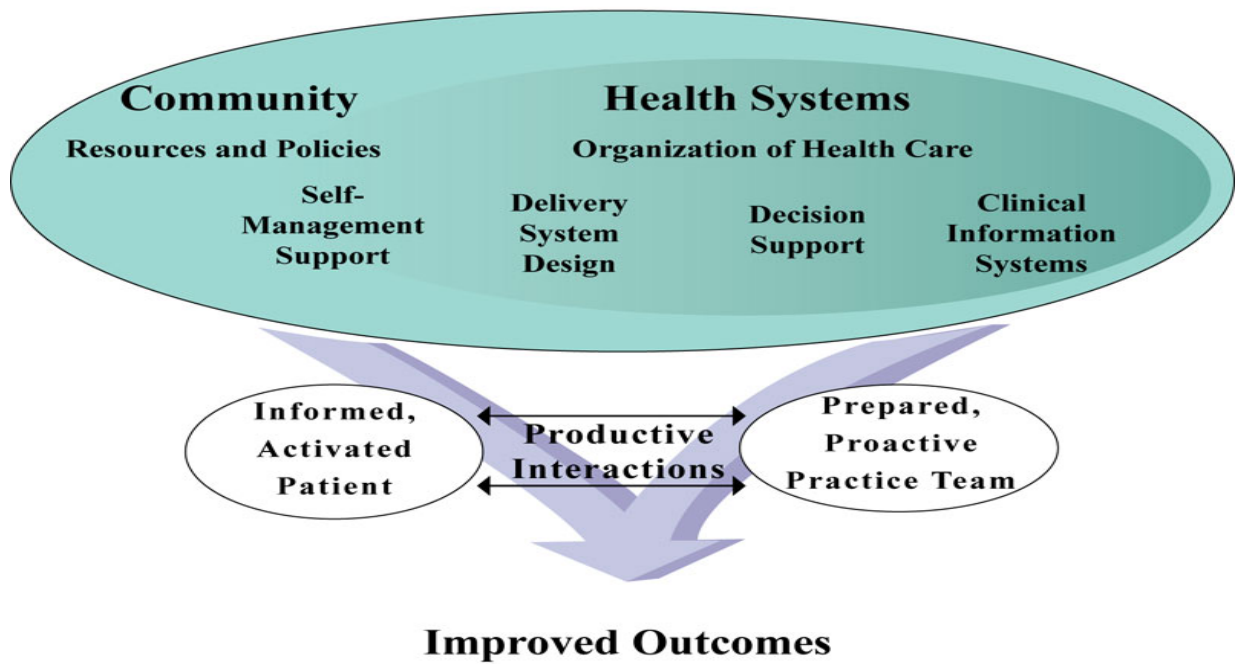 Community
Health Systems
Resources and Policies
Organization of Health Care
Self-
Management
Support
Delivery
System
Design
Decision
Support
Clinical
Information
Systems
Informed,
Activated
Patient
Productive
Interactions
Prepared,
Proactive
Practice Team
Improved Outcomes